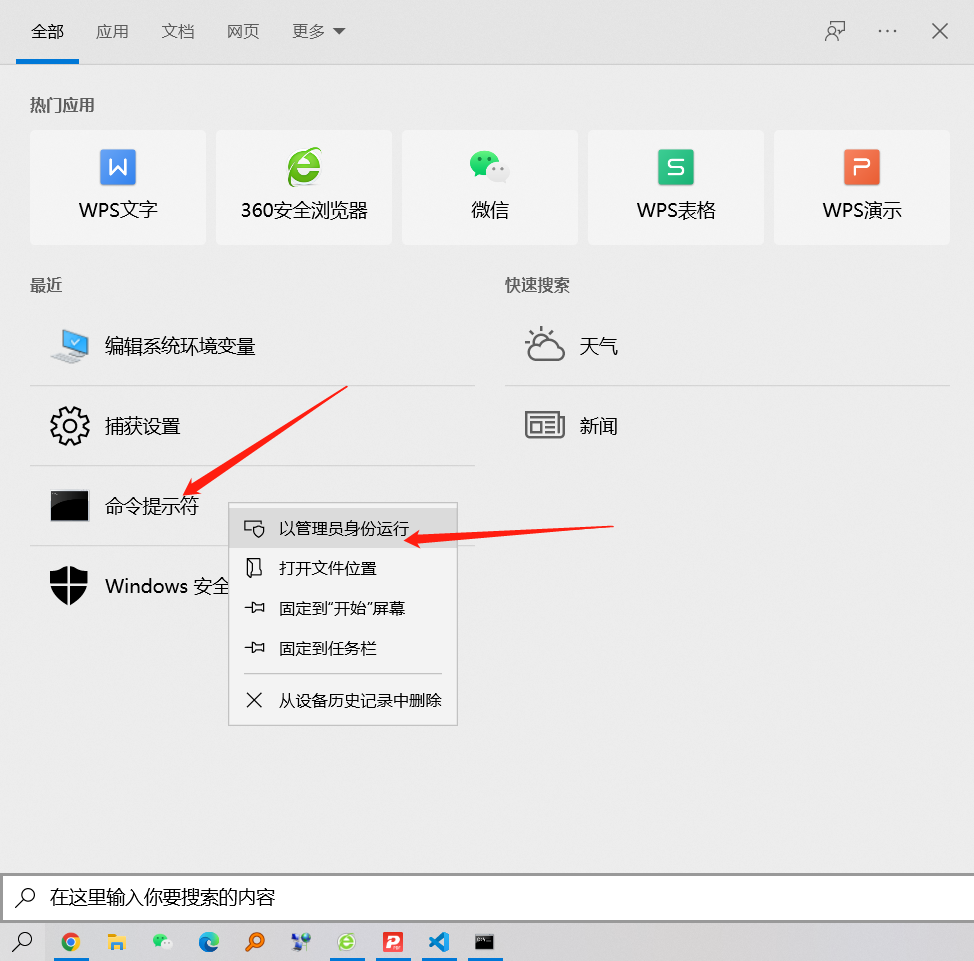 全部 应用 文档 网页 更多
热门应用
WPS文字 360安全浏览器 微信 WPS表格 WPS演示
最近 快速搜索
编辑系统环境变量 天气
捕获设置 新闻
命令提示符
以管理员身份运行
打开文件位置
Windows 安全
固定到“开始”屏幕
固定到任务栏
从设备历史记录中删除
在这里输入你要搜索的内容